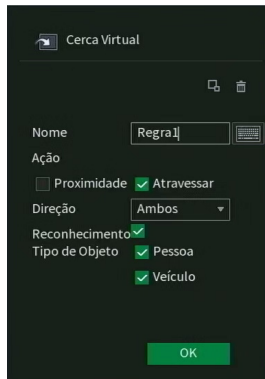 Cerca Virtual
Nome Regra1
Ação
Proximidade Atravessar
Direção Ambos
Reconhecimento
Tipo de Objeto Pessoa
Veículo
OK